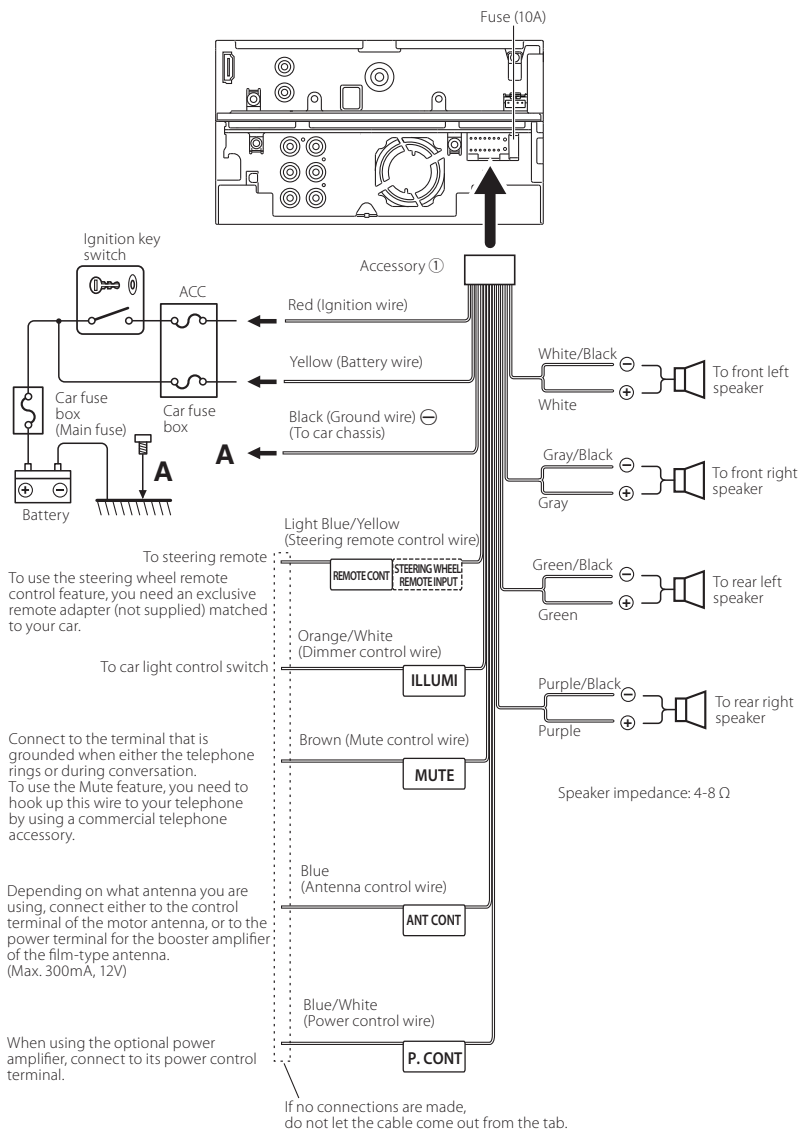 Fuse (10A)
Ignition key
switch
ACC
Accessory ①
Red (Ignition wire)
Yellow (Battery wire)
Car fuse
box
(Main fuse)
Car fuse
box
Black (Ground wire) ⊖
(To car chassis)
A
A
⊕ ⊖
Battery
White/Black
⊖
⊕
White
To front left
speaker
Gray/Black
⊖
⊕
Gray
To front right
speaker
Green/Black
⊖
⊕
Green
To rear left
speaker
Purple/Black
⊖
⊕
Purple
To rear right
speaker
Speaker impedance: 4-8 Ω
Light Blue/Yellow
(Steering remote control wire)
To steering remote
REMOTE CONT
STEERING WHEEL
REMOTE INPUT
To use the steering wheel remote
control feature, you need an exclusive
remote adapter (not supplied) matched
to your car.
Orange/White
(Dimmer control wire)
To car light control switch
ILLUMI
Brown (Mute control wire)
MUTE
Connect to the terminal that is
grounded when either the telephone
rings or during conversation.
To use the Mute feature, you need to
hook up this wire to your telephone
by using a commercial telephone
accessory.
Blue
(Antenna control wire)
ANT CONT
Depending on what antenna you are
using, connect either to the control
terminal of the motor antenna, or to the
power terminal for the booster amplifier
of the film-type antenna.
(Max. 300mA, 12V)
Blue/White
(Power control wire)
P. CONT
When using the optional power
amplifier, connect to its power control
terminal.
If no connections are made,
do not let the cable come out from the tab.